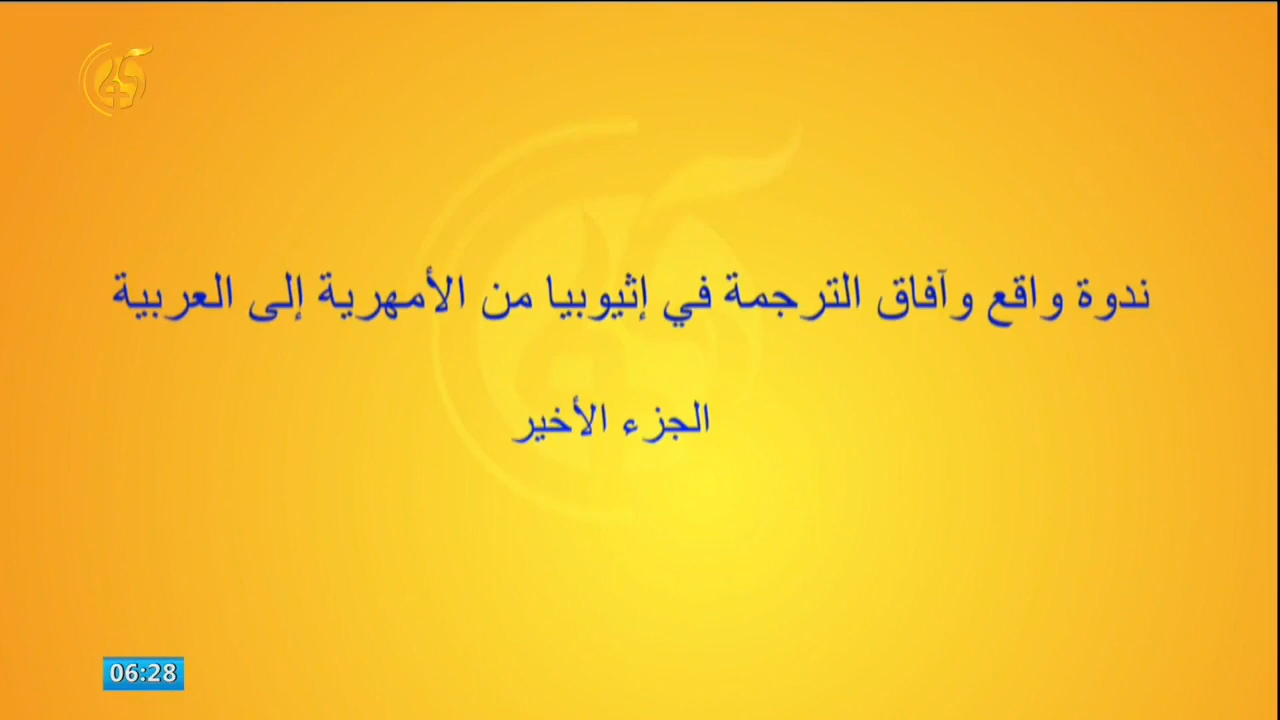 ندوة واقع وآفاق الترجمة في إثيوبيا من الأمهرية إلى العربية
الجزء الأخير
06:28